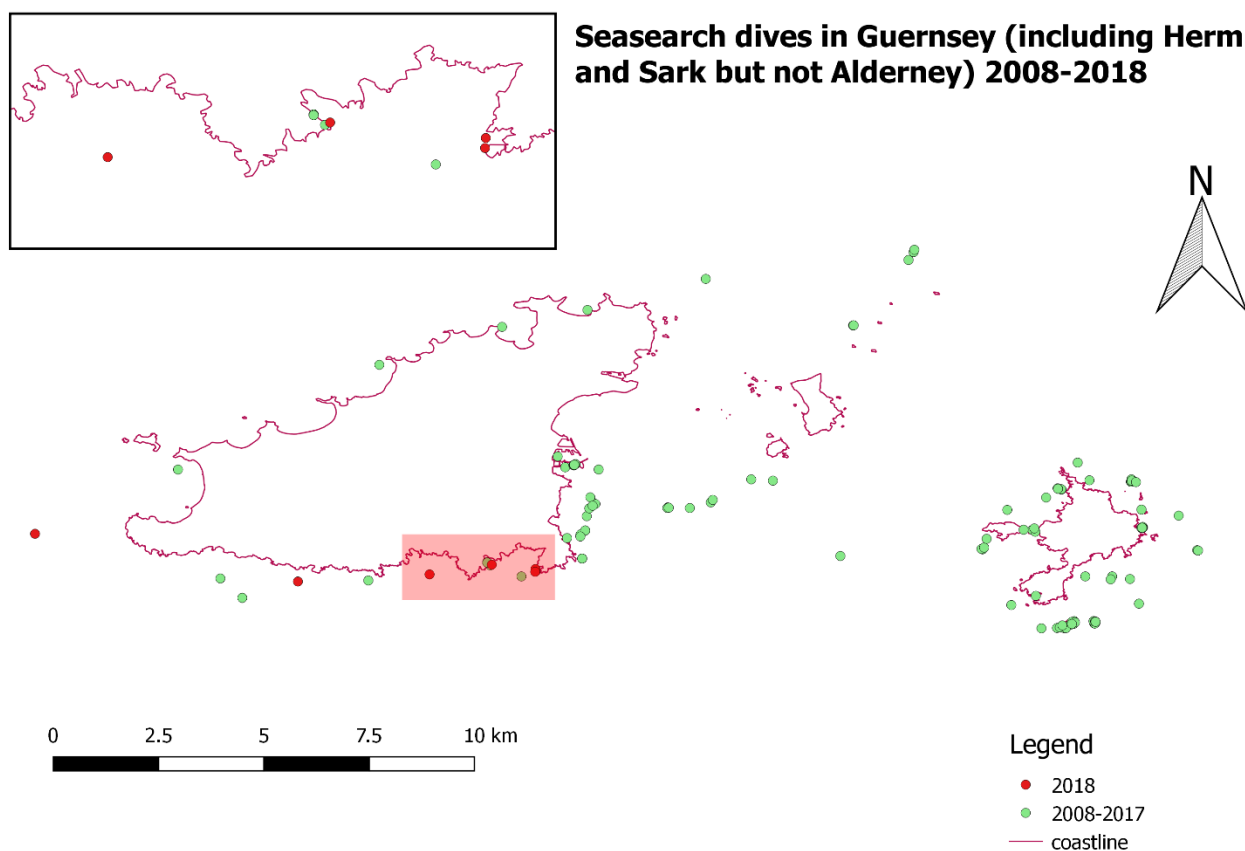 Seasearch dives in Guernsey (including Herm
and Sark but not Alderney) 2008-2018
N
0 2.5 5 7.5 10 km
Legend
2018
2008-2017
coastline